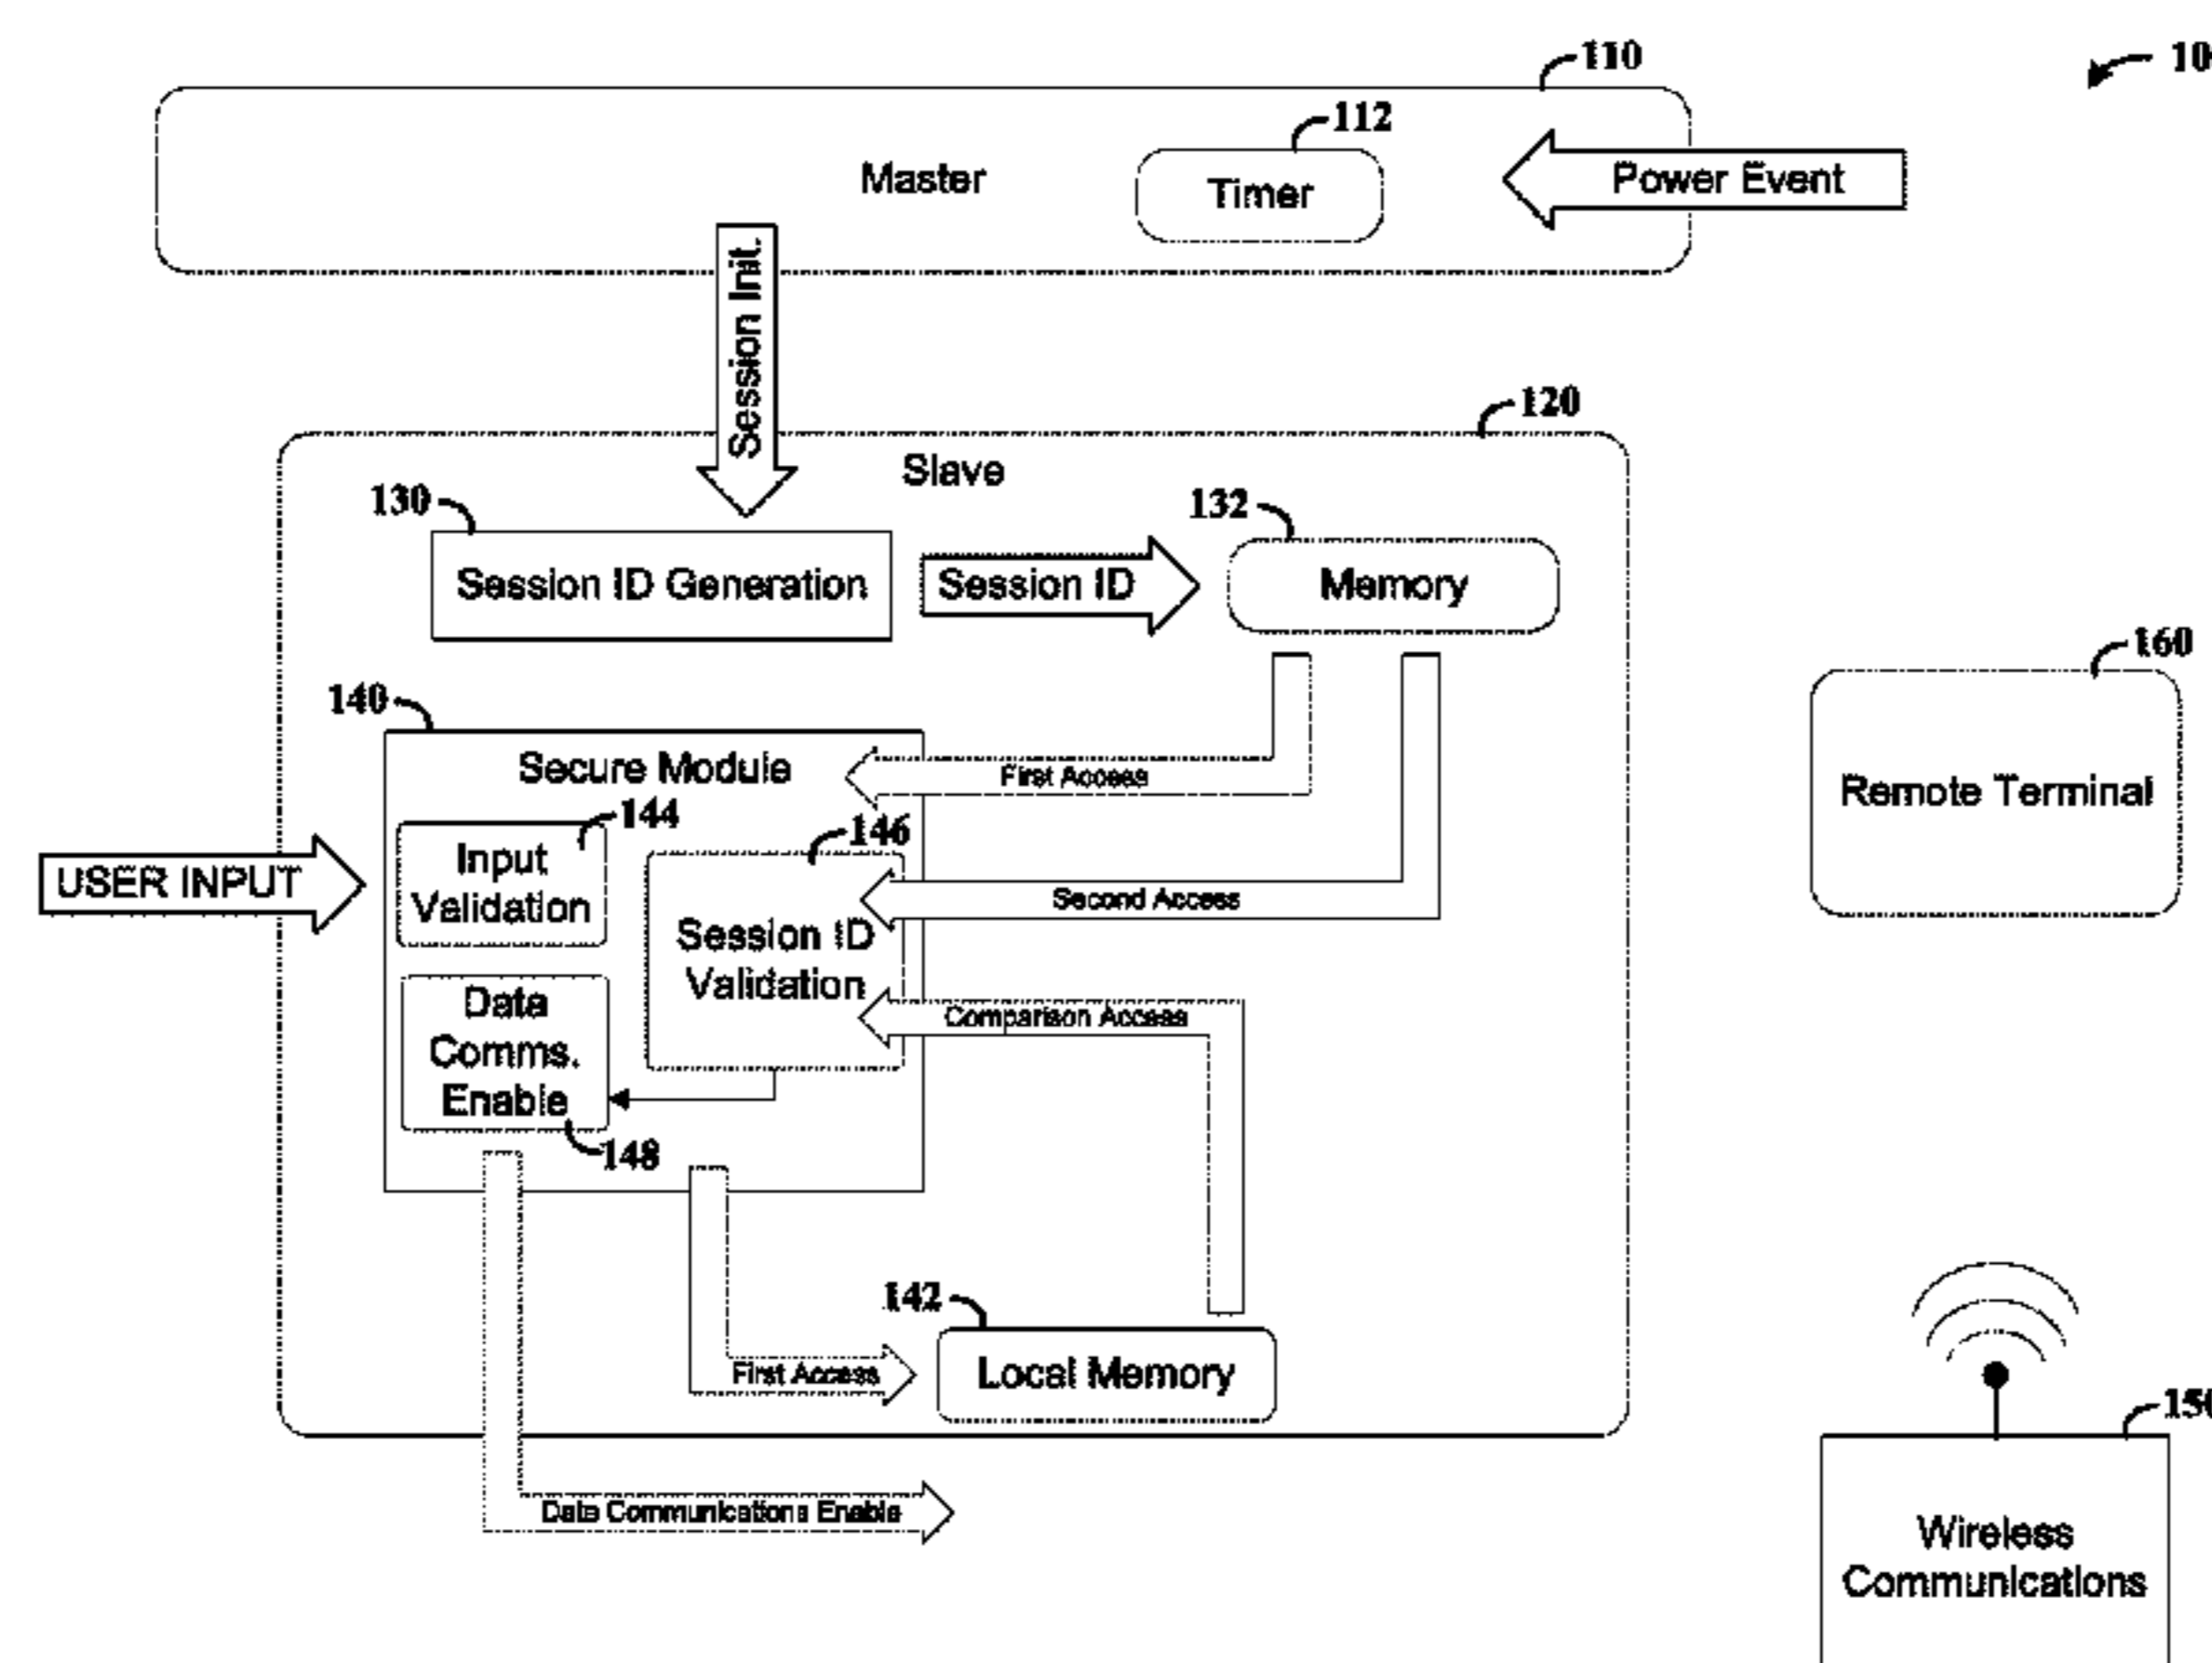 110
10
112
Master
Timer
Power Event
Session Init.
120
Slave
130
132
Session ID Generation
Session ID
Memory
160
140
Secure Module
First Access
Remote Terminal
144
146
Input
Validation
USER INPUT
Second Access
Session ID
Validation
Data
Comms.
Enable
Comparison Access
148
142
First Access
Local Memory
150
Data Communications Enable
Wireless
Communications